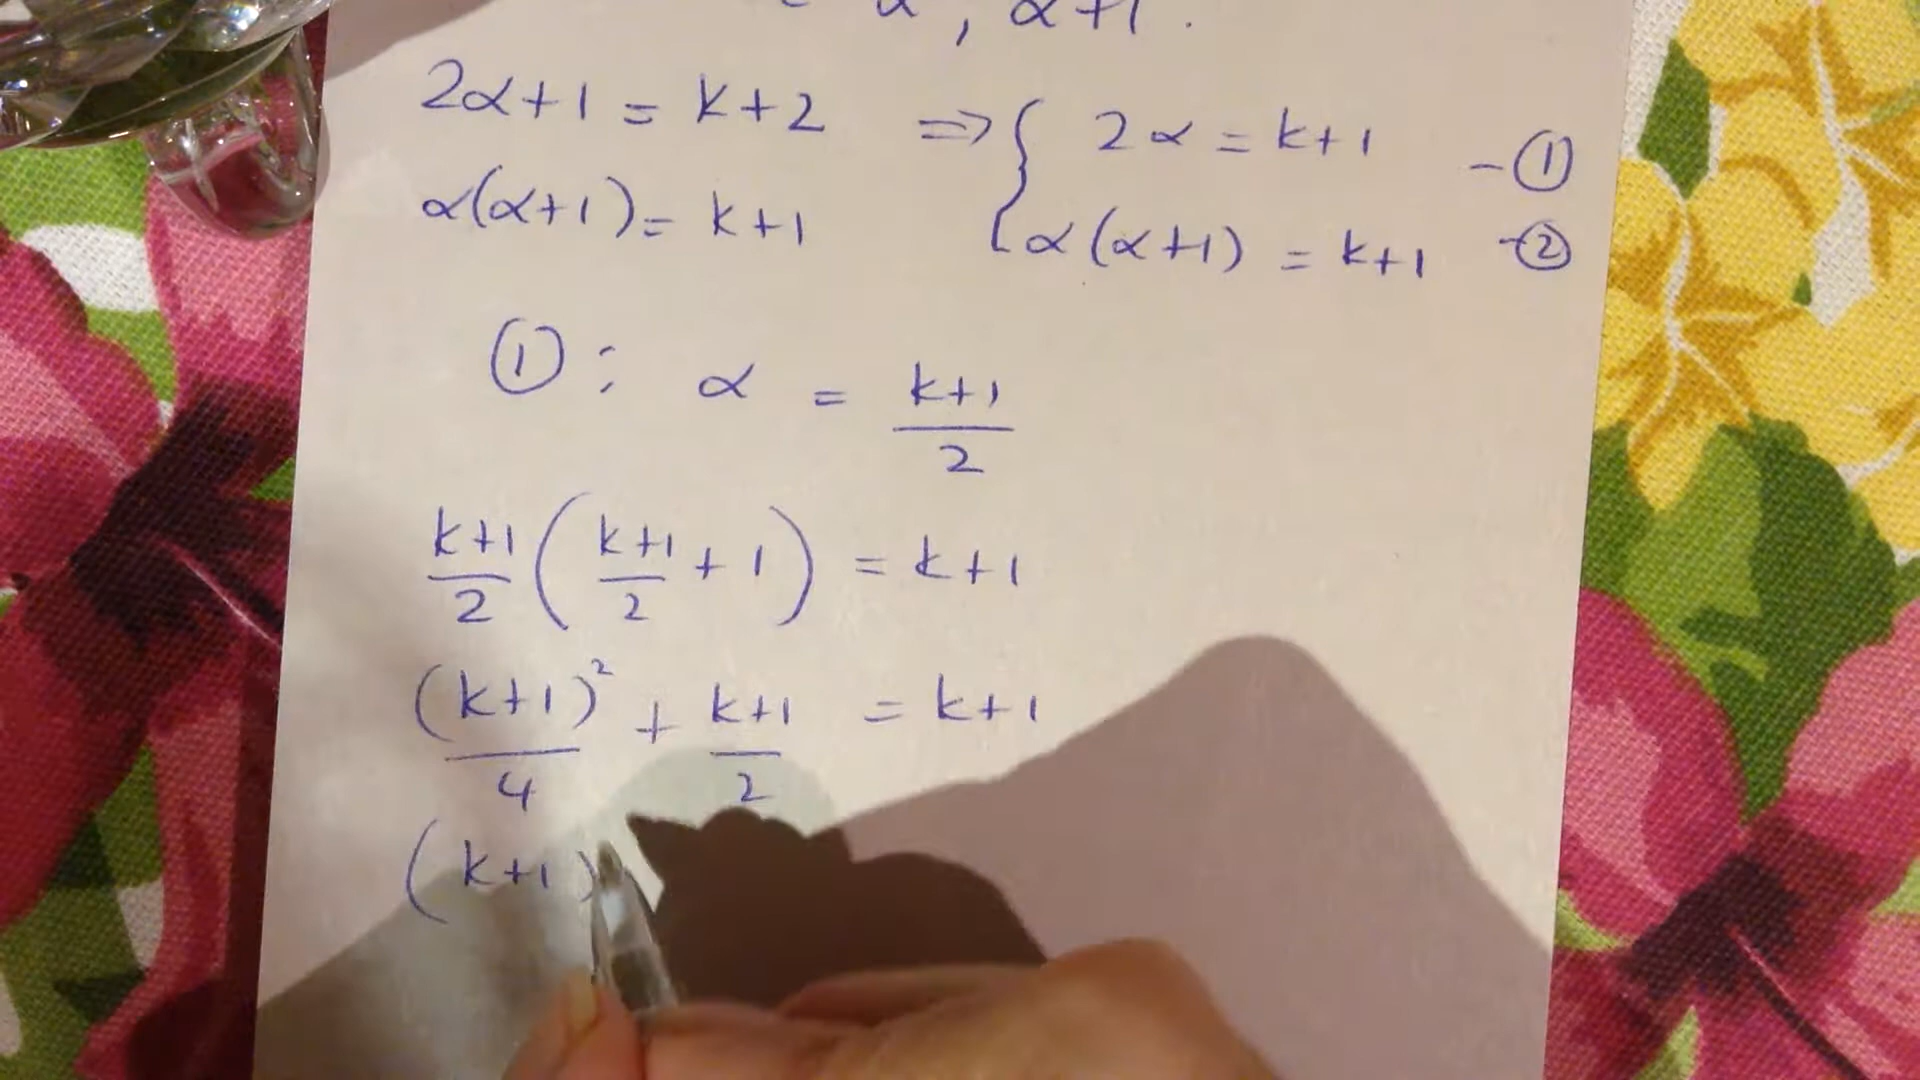 α, α+1.
2α+1 = k+2 ⇒ { 2α = k+1 -①
α(α+1) = k+1 α(α+1) = k+1 -②
① : α = (k+1)/2
(k+1)/2 ( (k+1)/2 + 1 ) = k+1
(k+1)²/4 + (k+1)/2 = k+1
(k+1)